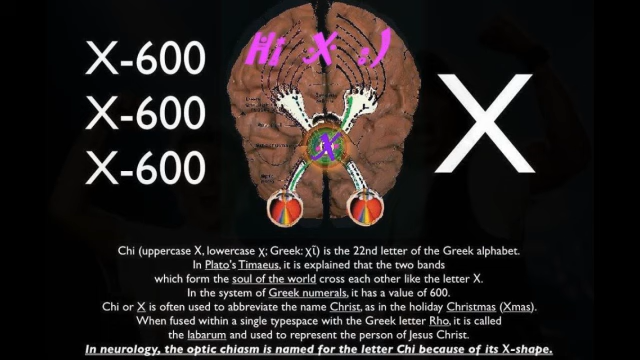 X-600
X-600
X-600
Hi X :)
X
X
Chi (uppercase X, lowercase χ; Greek: χῖ) is the 22nd letter of the Greek alphabet.
In Plato's Timaeus, it is explained that the two bands
which form the soul of the world cross each other like the letter X.
In the system of Greek numerals, it has a value of 600.
Chi or X is often used to abbreviate the name Christ, as in the holiday Christmas (Xmas).
When fused within a single typespace with the Greek letter Rho, it is called
the labarum and used to represent the person of Jesus Christ.
In neurology, the optic chiasm is named for the letter Chi because of its X-shape.